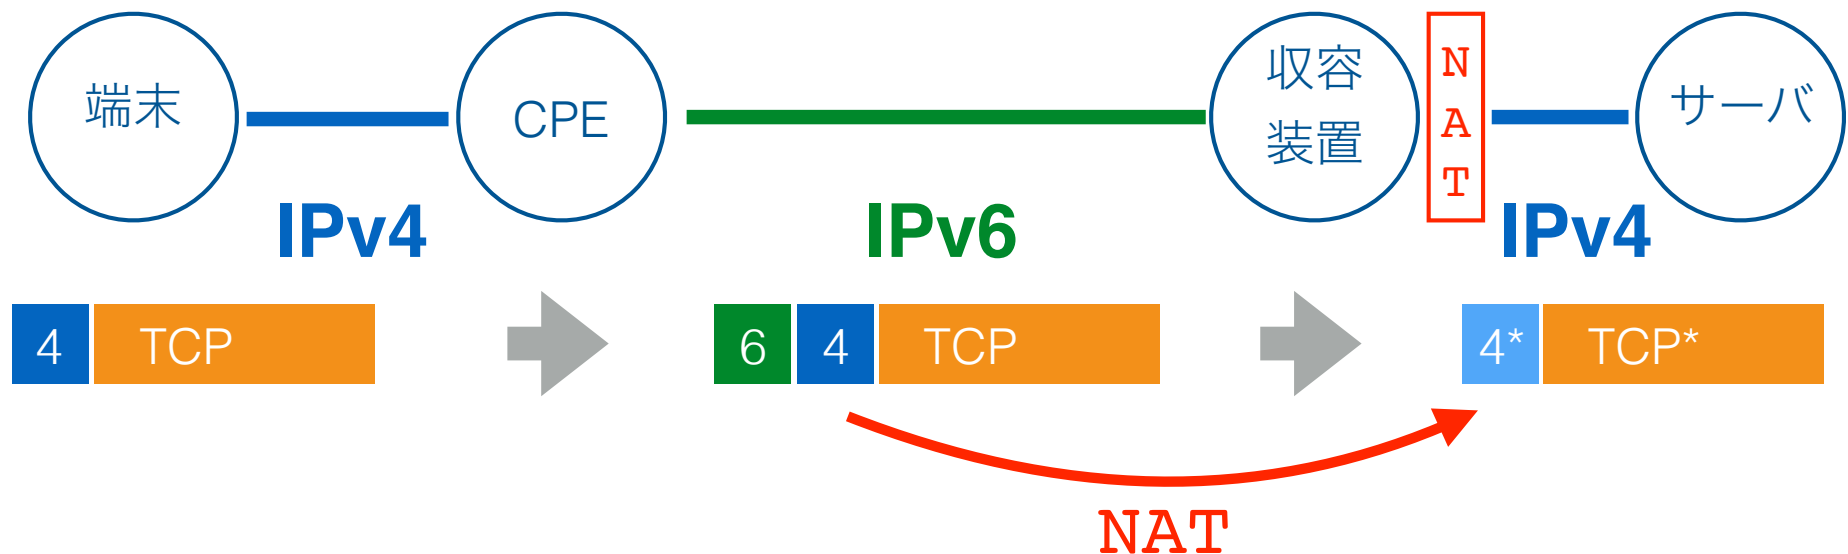 端末
CPE
収容
装置
N
A
T
サーバ
IPv4
IPv6
IPv4
4 TCP
6 4 TCP
4* TCP*
NAT